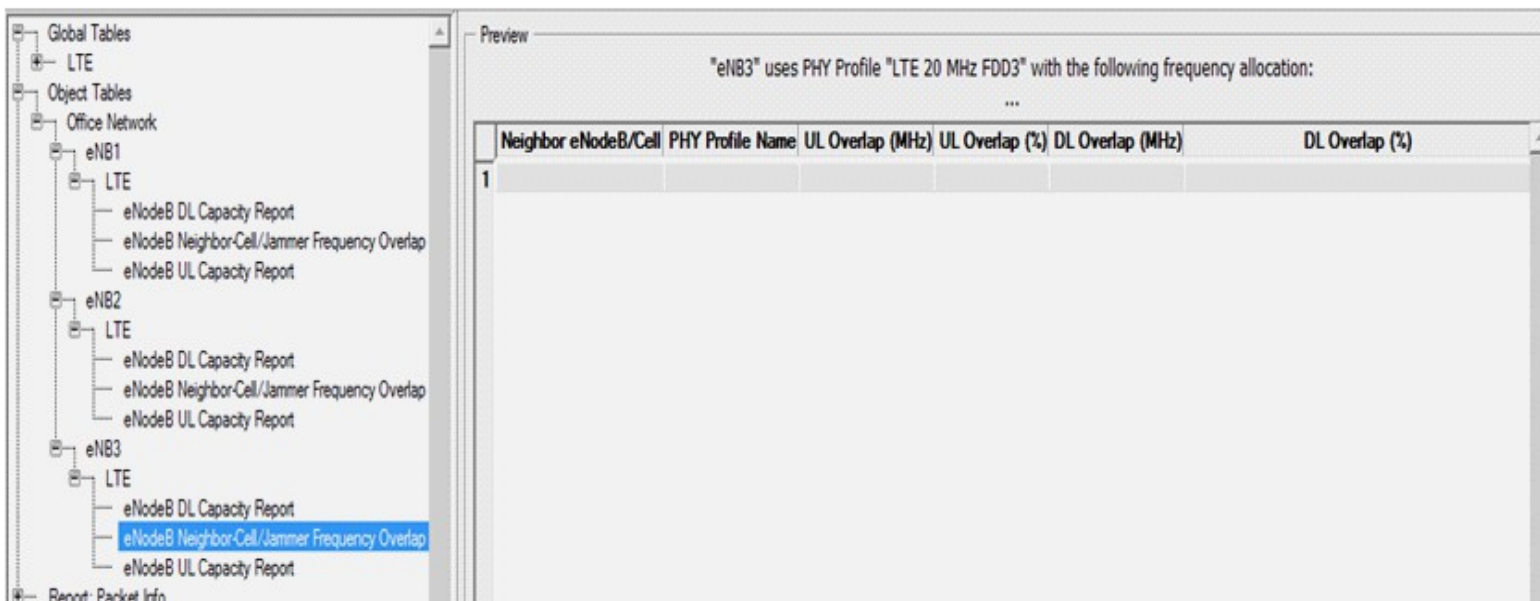 Global Tables
LTE
Object Tables
Office Network
eNB1
LTE
eNodeB DL Capacity Report
eNodeB Neighbor-Cell/Jammer Frequency Overlap
eNodeB UL Capacity Report
eNB2
LTE
eNodeB DL Capacity Report
eNodeB Neighbor-Cell/Jammer Frequency Overlap
eNodeB UL Capacity Report
eNB3
LTE
eNodeB DL Capacity Report
eNodeB Neighbor-Cell/Jammer Frequency Overlap
eNodeB UL Capacity Report
Report: Packet Info
Preview
"eNB3" uses PHY Profile "LTE 20 MHz FDD3" with the following frequency allocation:
...
Neighbor eNodeB/Cell PHY Profile Name UL Overlap (MHz) UL Overlap (%) DL Overlap (MHz) DL Overlap (%)
1